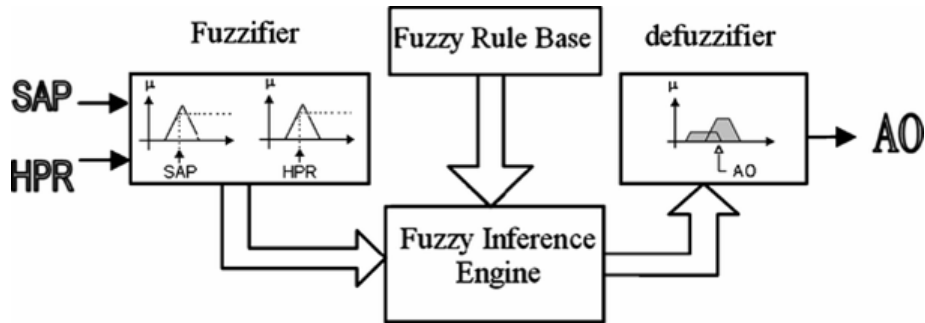 Fuzzifier
Fuzzy Rule Base
defuzzifier
SAP
HPR
μ
SAP
μ
HPR
μ
AO
AO
Fuzzy Inference
Engine